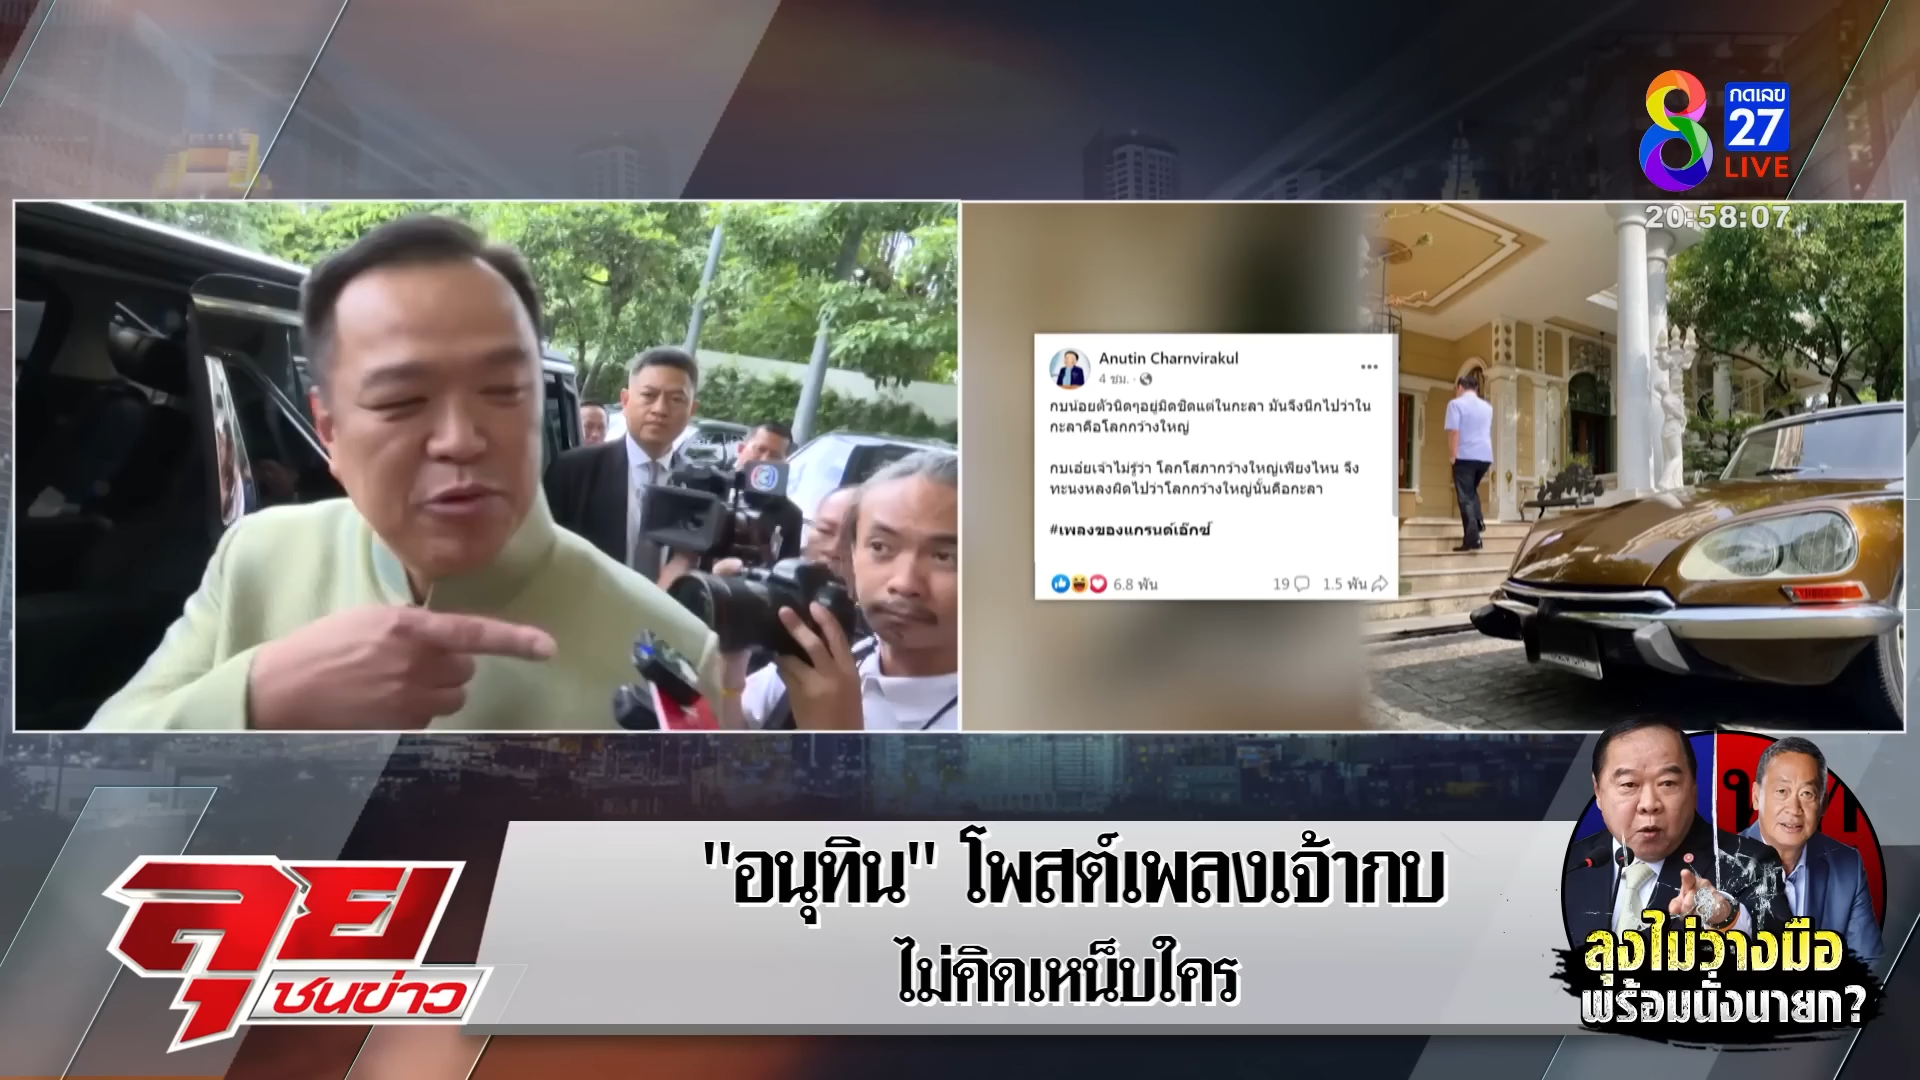 กดเลข
27
LIVE
20:58:07
Anutin Charnvirakul
4 ชม.
กบน้อยตัวนิดๆอยู่มิดชิดแต่ในกะลา มันจึงนึกไปว่าใน
กะลาคือโลกกว้างใหญ่
กบเอ๋ยเจ้าไม่รู้ว่า โลกโสภากว้างใหญ่เพียงไหน จึง
ทะนงหลงผิดไปว่าโลกกว้างใหญ่นั้นคือกะลา
#เพลงของแกรนด์เอ๊กซ์
6.8 พัน
19
1.5 พัน
"อนุทิน" โพสต์เพลงเจ้ากบ
ไม่คิดเหน็บใคร
ลุย
ชนข่าว
ลุงไม่วางมือ
พร้อมนั่งนายก?